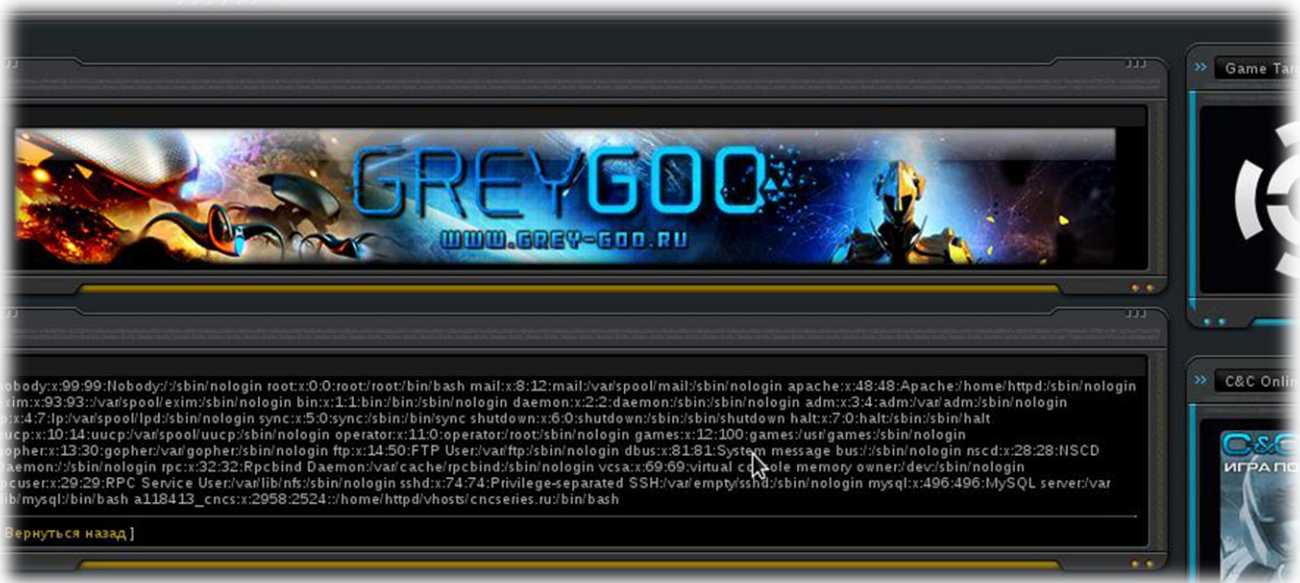 Game Tar
GREYGOO
WWW.GREY-GOO.RU
obody:x:99:99:Nobody:/:/sbin/nologin root:x:0:0:root:/root:/bin/bash mail:x:8:12:mail:/var/spool/mail:/sbin/nologin apache:x:48:48:Apache:/home/httpd:/sbin/nologin
exim:x:93:93::/var/spool/exim:/sbin/nologin bin:x:1:1:bin:/bin:/sbin/nologin daemon:x:2:2:daemon:/sbin:/sbin/nologin adm:x:3:4:adm:/var/adm:/sbin/nologin
p:x:4:7:lp:/var/spool/lpd:/sbin/nologin sync:x:5:0:sync:/sbin:/bin/sync shutdown:x:6:0:shutdown:/sbin:/sbin/shutdown halt:x:7:0:halt:/sbin:/sbin/halt
uucp:x:10:14:uucp:/var/spool/uucp:/sbin/nologin operator:x:11:0:operator:/root:/sbin/nologin games:x:12:100:games:/usr/games:/sbin/nologin
gopher:x:13:30:gopher:/var/gopher:/sbin/nologin ftp:x:14:50:FTP User:/var/ftp:/sbin/nologin dbus:x:81:81:System message bus:/:/sbin/nologin nscd:x:28:28:NSCD
Daemon:/:/sbin/nologin rpc:x:32:32:Rpcbind Daemon:/var/cache/rpcbind:/sbin/nologin vcsa:x:69:69:virtual console memory owner:/dev:/sbin/nologin
rpcuser:x:29:29:RPC Service User:/var/lib/nfs:/sbin/nologin sshd:x:74:74:Privilege-separated SSH:/var/empty/sshd:/sbin/nologin mysql:x:496:496:MySQL server:/var
/lib/mysql:/bin/bash a118413_cncs:x:2958:2524::/home/httpd/vhosts/cncseries.ru:/bin/bash
Вернуться назад ]
C&C Onlin
C&C
ИГРА ПО